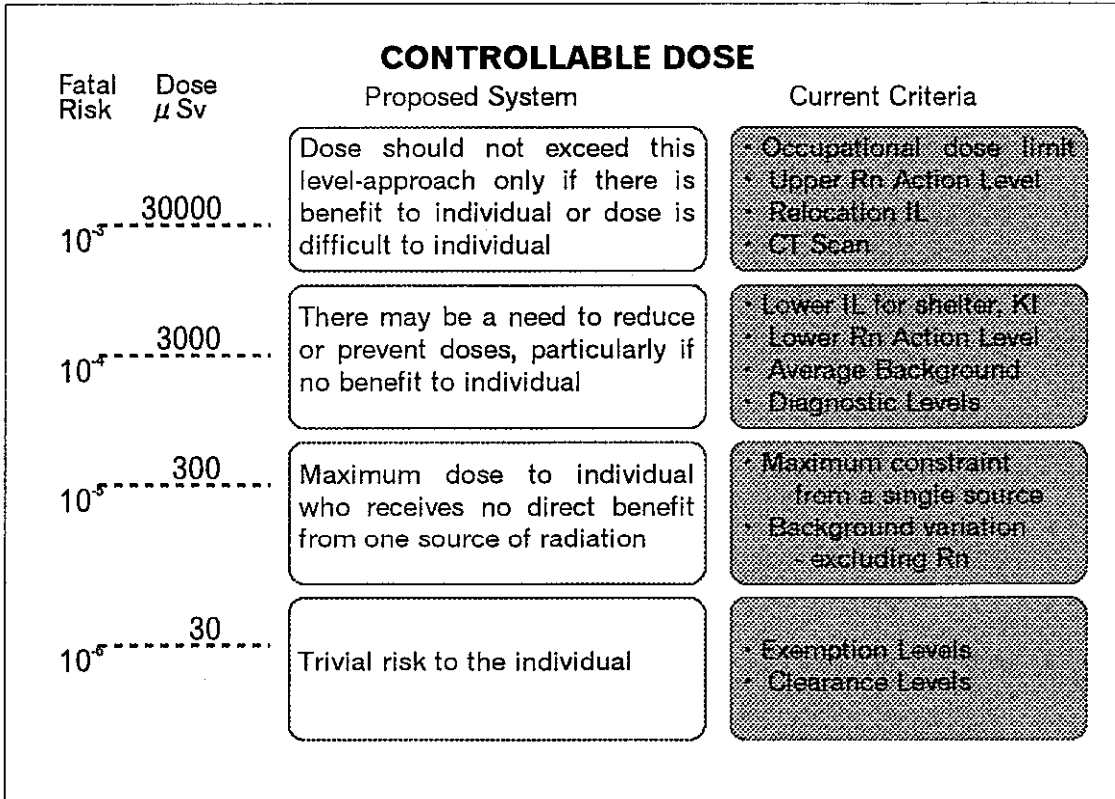 CONTROLLABLE DOSE
Fatal Risk
Dose μSv
Proposed System
Current Criteria
30000
10⁻³
Dose should not exceed this
level-approach only if there is
benefit to individual or dose is
difficult to individual
· Occupational dose limit
· Upper Rn Action Level
· Relocation IL
· CT Scan
3000
10⁻⁴
There may be a need to reduce
or prevent doses, particularly if
no benefit to individual
· Lower IL for shelter, KI
· Lower Rn Action Level
· Average Background
· Diagnostic Levels
300
10⁻⁵
Maximum dose to individual
who receives no direct benefit
from one source of radiation
· Maximum constraint
from a single source
· Background variation
- excluding Rn
30
10⁻⁶
Trivial risk to the individual
· Exemption Levels
· Clearance Levels